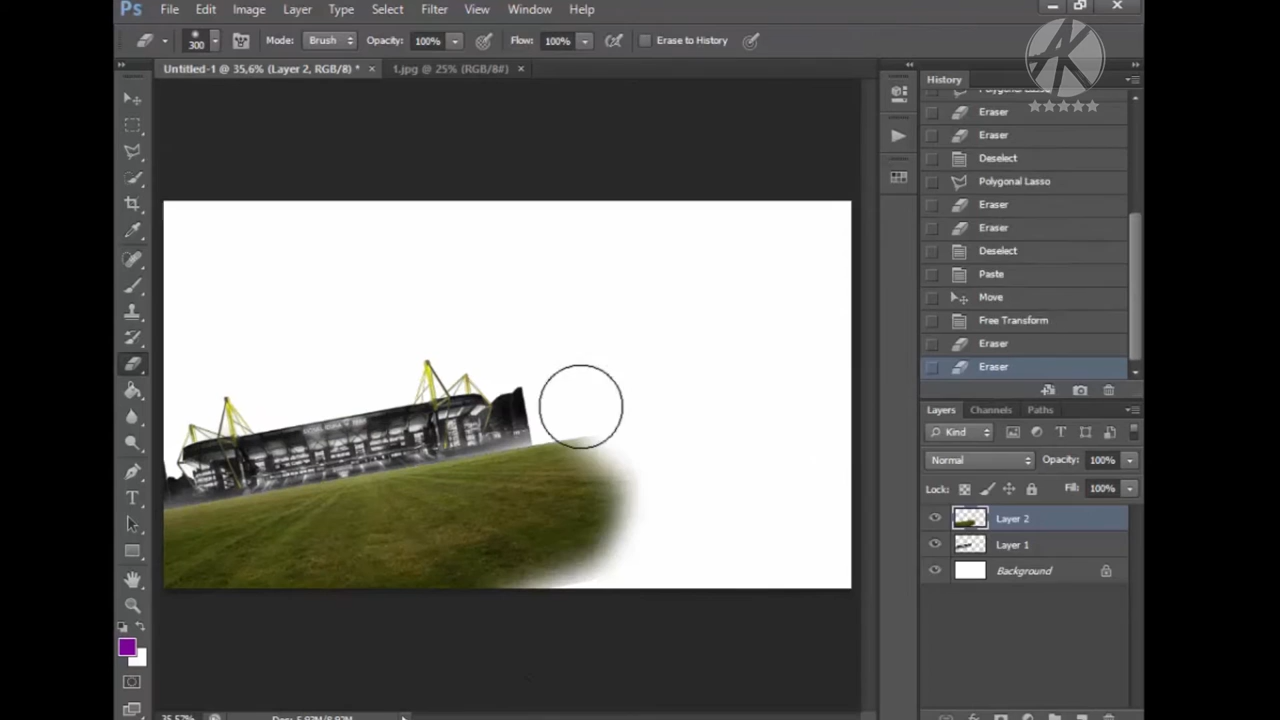 Ps File Edit Image Layer Type Select Filter View Window Help
300 Mode: Brush Opacity: 100% Flow: 100% Erase to History
Untitled-1 @ 35,6% (Layer 2, RGB/8) * × 1.jpg @ 25% (RGB/8#) ×
AK
History
Polygonal Lasso
Eraser
Eraser
Deselect
Polygonal Lasso
Eraser
Eraser
Deselect
Paste
Move
Free Transform
Eraser
Eraser
Layers Channels Paths
Kind
Normal Opacity: 100%
Lock: Fill: 100%
Layer 2
Layer 1
Background